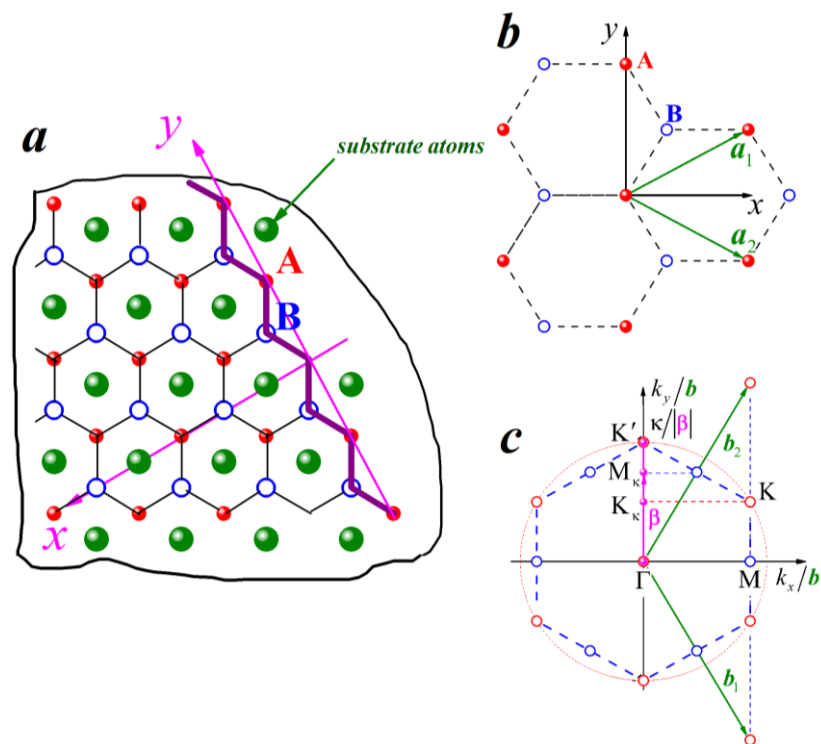 a
y
substrate atoms
A
B
x
b
y
A
B
a1
x
a2
c
ky/b
κ/|β|
K′
b2
Mκ
K
Kκ
β
Γ
M
kx/b
b1